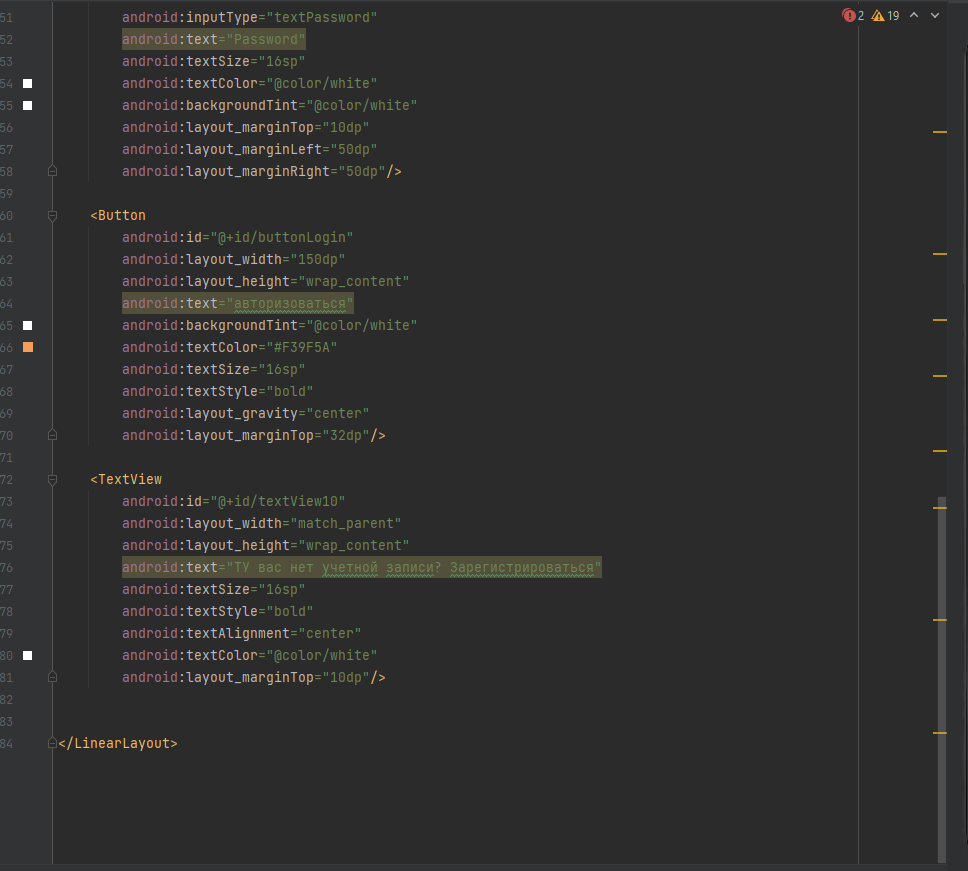 2 19
51 android:inputType="textPassword"
52 android:text="Password"
53 android:textSize="16sp"
54 android:textColor="@color/white"
55 android:backgroundTint="@color/white"
56 android:layout_marginTop="10dp"
57 android:layout_marginLeft="50dp"
58 android:layout_marginRight="50dp"/>
59
60 <Button
61 android:id="@+id/buttonLogin"
62 android:layout_width="150dp"
63 android:layout_height="wrap_content"
64 android:text="авторизоваться"
65 android:backgroundTint="@color/white"
66 android:textColor="#F39F5A"
67 android:textSize="16sp"
68 android:textStyle="bold"
69 android:layout_gravity="center"
70 android:layout_marginTop="32dp"/>
71
72 <TextView
73 android:id="@+id/textView10"
74 android:layout_width="match_parent"
75 android:layout_height="wrap_content"
76 android:text="ТУ вас нет учетной записи? Зарегистрироваться"
77 android:textSize="16sp"
78 android:textStyle="bold"
79 android:textAlignment="center"
80 android:textColor="@color/white"
81 android:layout_marginTop="10dp"/>
82
83
84 </LinearLayout>